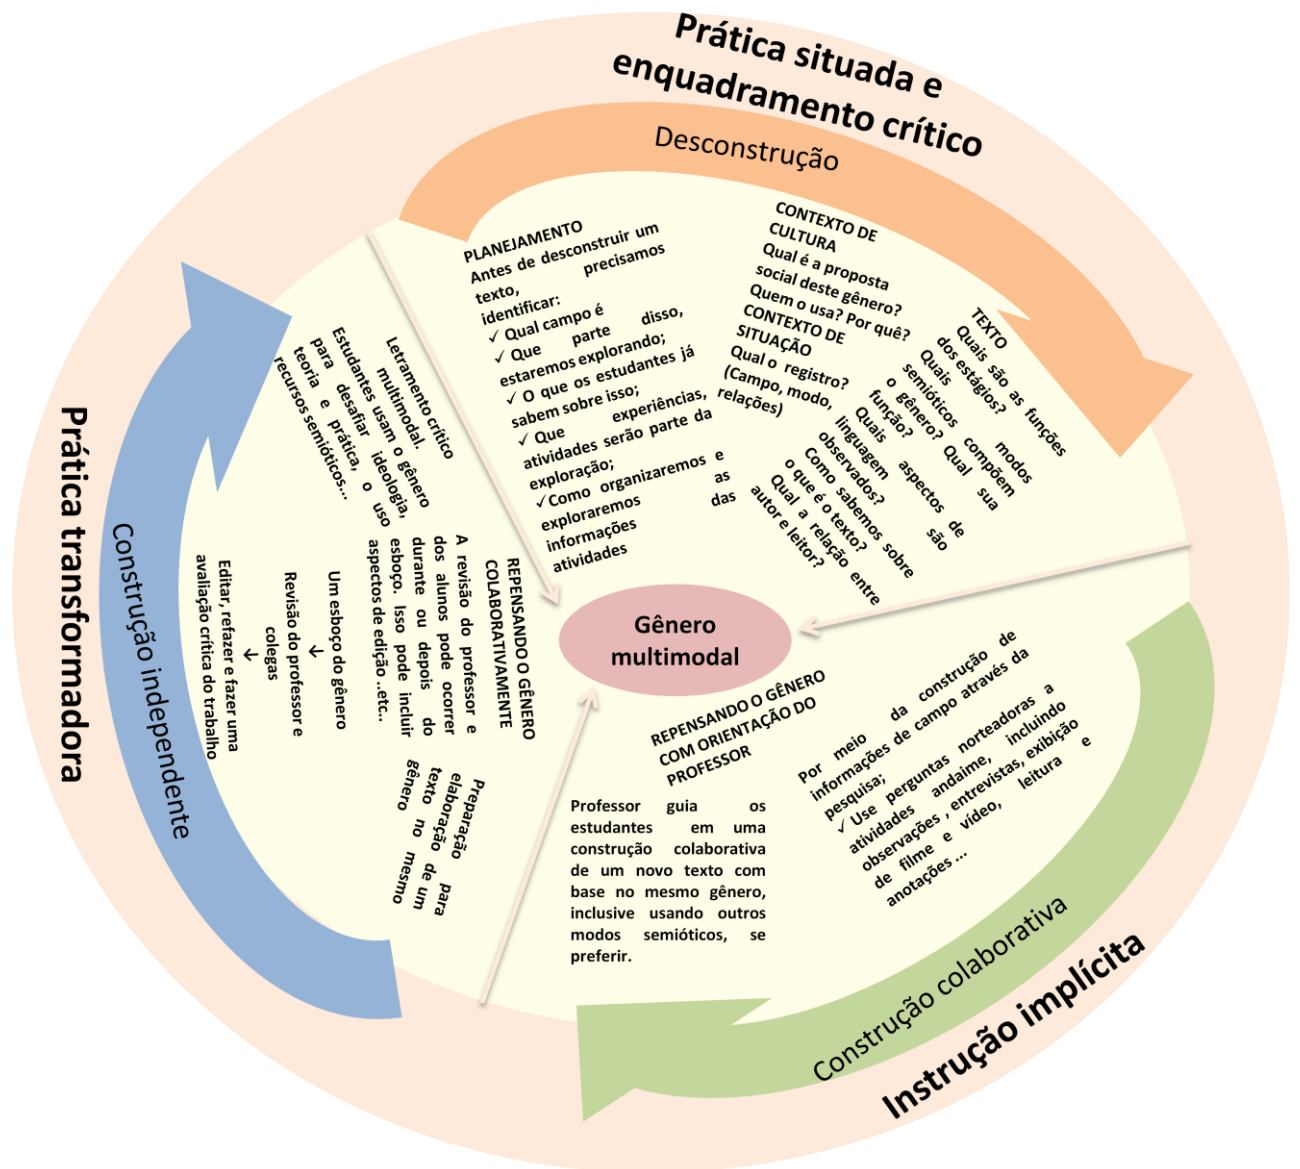 Prática situada e
enquadramento crítico
Desconstrução
PLANEJAMENTO
Antes de desconstruir um
texto, precisamos
identificar:
✓ Qual campo é
✓ Que parte disso,
estaremos explorando;
✓ O que os estudantes já
sabem sobre isso;
✓ Que experiências,
atividades serão parte da
exploração;
✓Como organizaremos e
exploraremos as
informações das
atividades
CONTEXTO DE
CULTURA
Qual é a proposta
social deste gênero?
Quem o usa? Por quê?
CONTEXTO DE
SITUAÇÃO
Qual o registro?
(Campo, modo,
relações)
TEXTO
Quais são as funções
dos estágios?
Quais modos
semióticos compõem
o gênero? Qual sua
função?
Quais aspectos de
linguagem são
observados?
Como sabemos sobre
o que é o texto?
Qual a relação entre
autor e leitor?
Gênero
multimodal
Instrução implícita
Construção colaborativa
Por meio da construção de
informações de campo através da
pesquisa;
✓ Use perguntas norteadoras a
atividades andaime, incluindo
observações , entrevistas, exibição
de filme e vídeo, leitura e
anotações ...
REPENSANDO O GÊNERO
COM ORIENTAÇÃO DO
PROFESSOR
Professor guia os
estudantes em uma
construção colaborativa
de um novo texto com
base no mesmo gênero,
inclusive usando outros
modos semióticos, se
preferir.
Prática transformadora
Construção independente
Preparação para
elaboração de um
texto no mesmo
gênero
REPENSANDO O GÊNERO
COLABORATIVAMENTE
A revisão do professor e
dos alunos pode ocorrer
durante ou depois do
esboço. Isso pode incluir
aspectos de edição ..etc..
Um esboço do gênero
↓
Revisão do professor e
colegas
↓
Editar, refazer e fazer uma
avaliação crítica do trabalho
Letramento crítico
multimodal.
Estudantes usam o gênero
para desafiar ideologia,
teoria e prática, o uso
recursos semióticos...